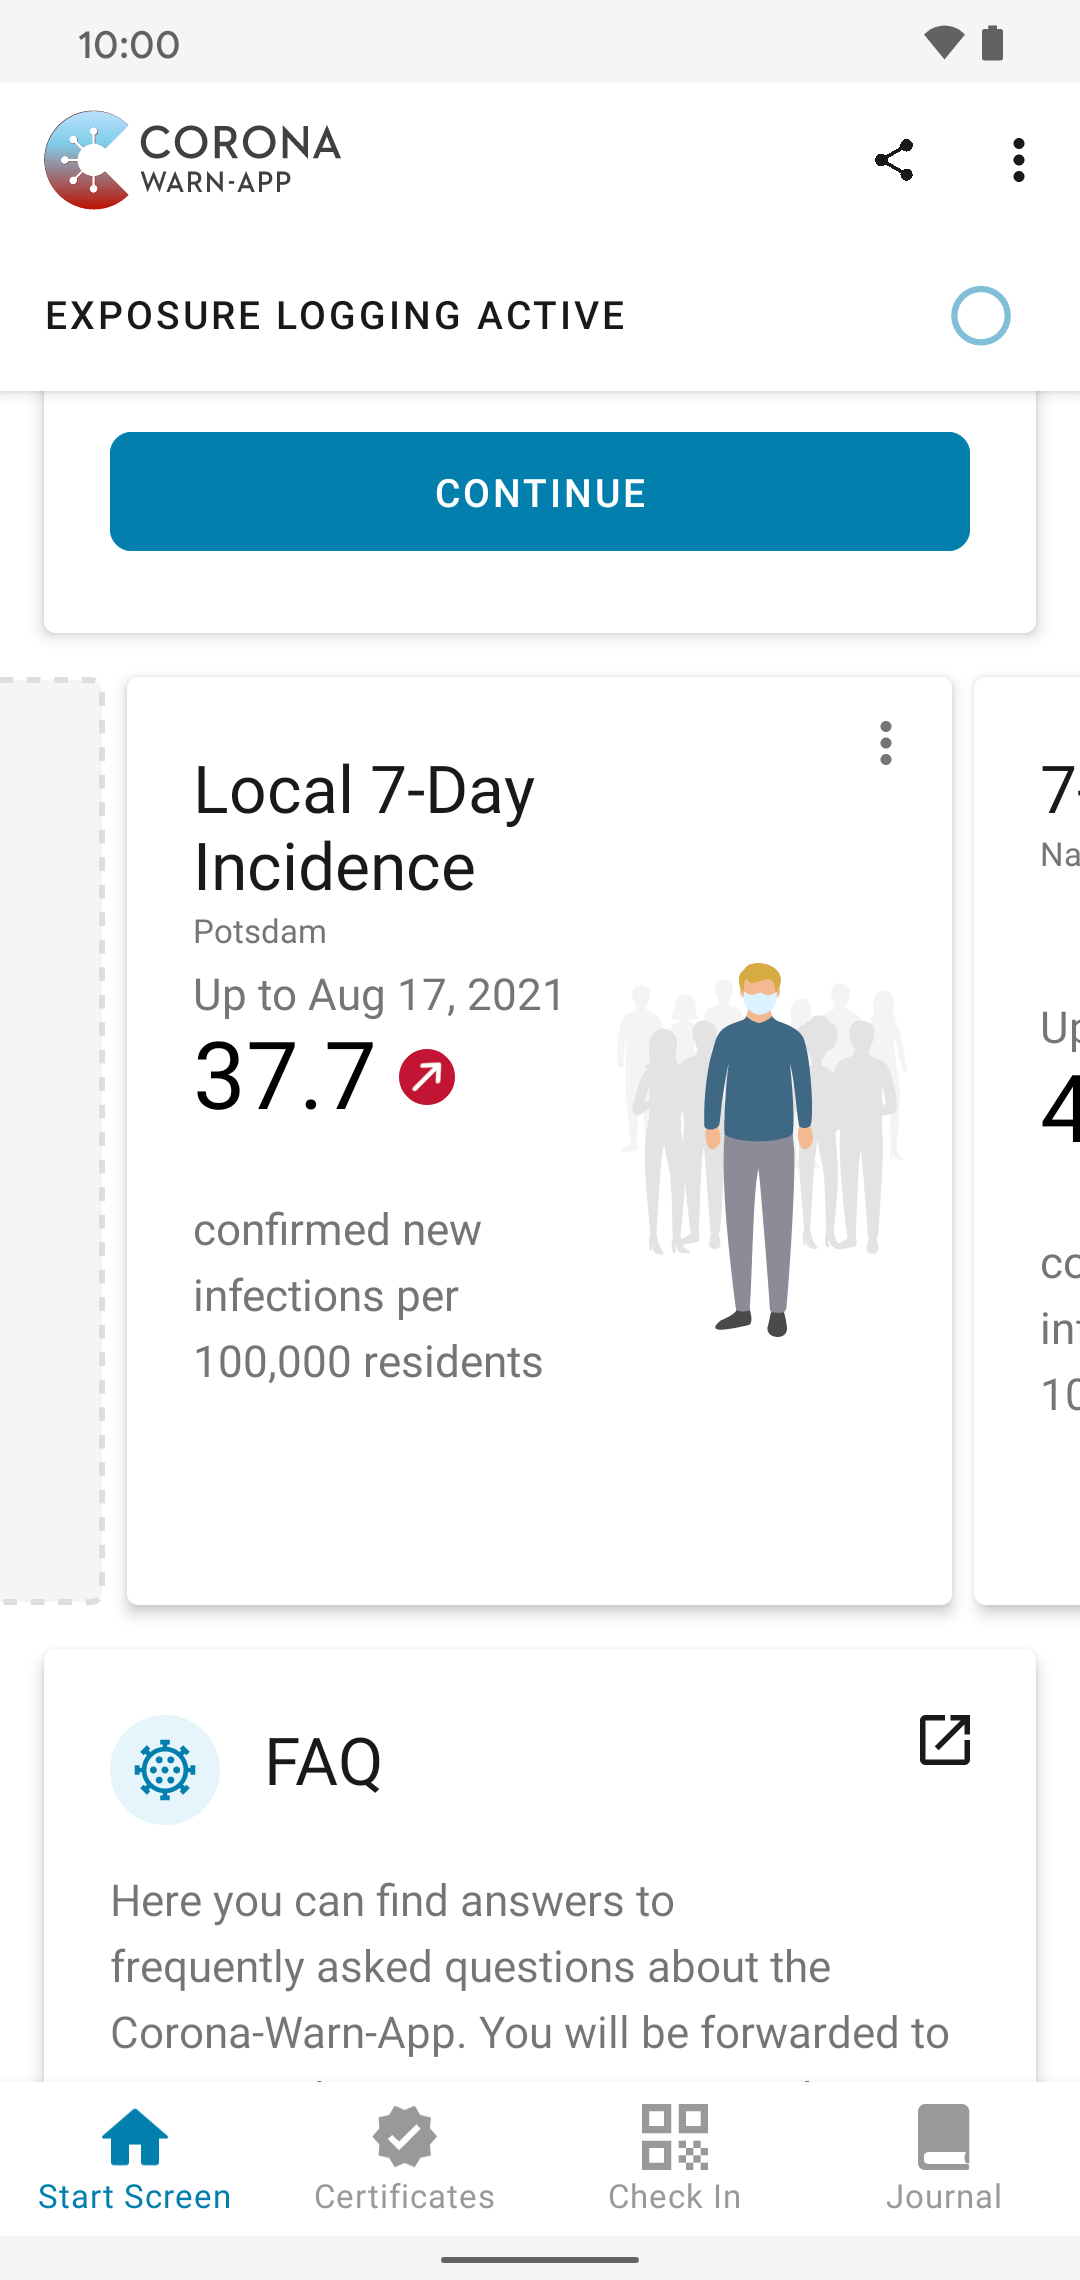 10:00
CORONA
WARN-APP
EXPOSURE LOGGING ACTIVE
CONTINUE
Local 7-Day
Incidence
Potsdam
Up to Aug 17, 2021
37.7
confirmed new
infections per
100,000 residents
7-
Na
Up
4
co
10
FAQ
Here you can find answers to
frequently asked questions about the
Corona-Warn-App. You will be forwarded to
Start Screen
Certificates
Check In
Journal